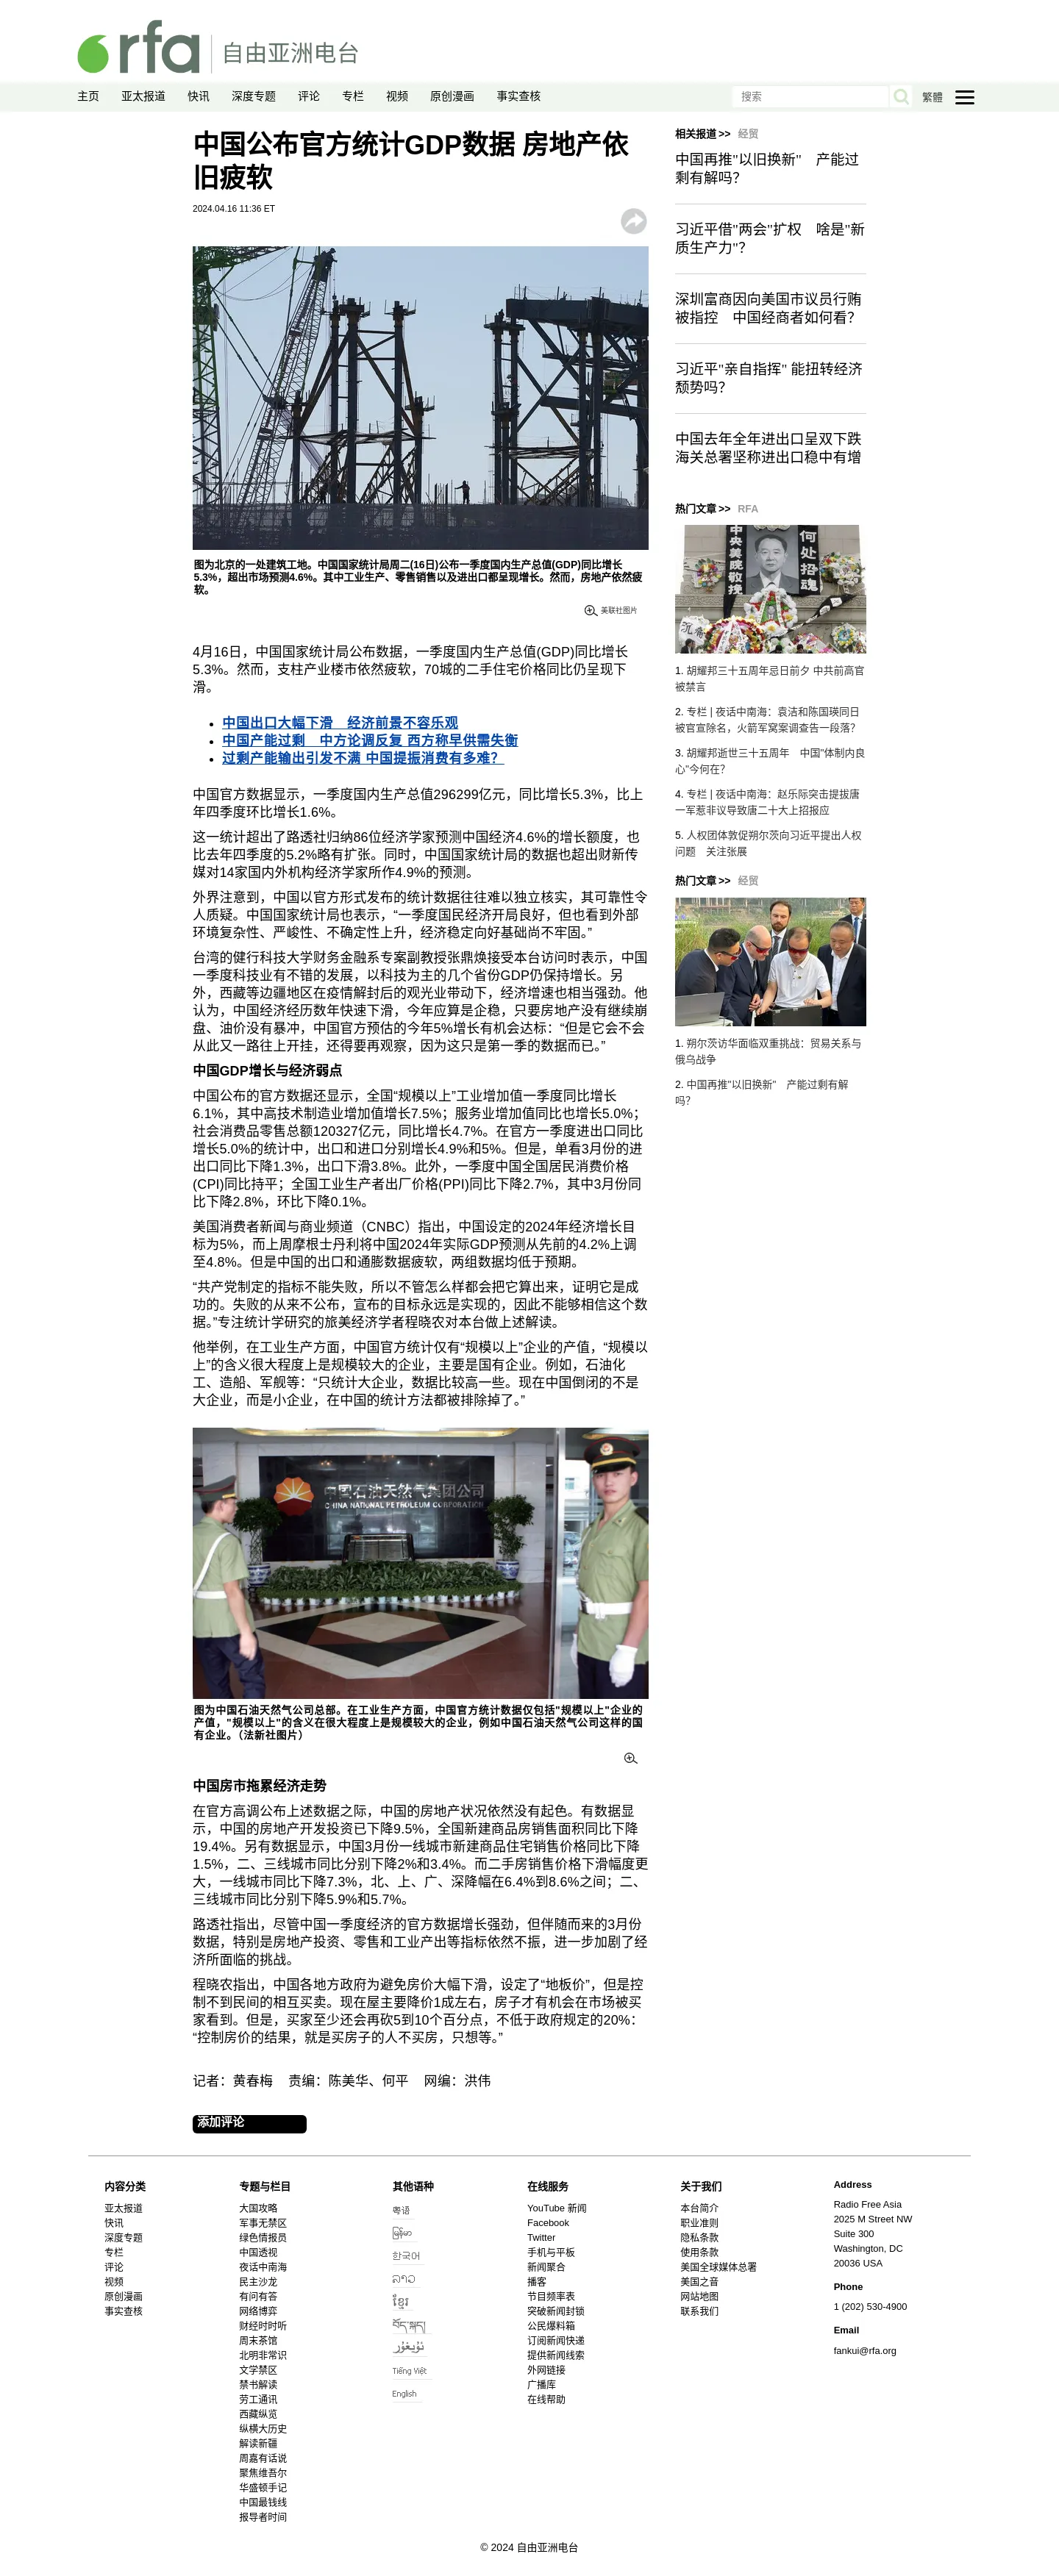 rfa 自由亚洲电台
主页 亚太报道 快讯 深度专题 评论 专栏 视频 原创漫画 事实查核 搜索 繁體
中国公布官方统计GDP数据 房地产依
旧疲软
2024.04.16 11:36 ET
图为北京的一处建筑工地。中国国家统计局周二(16日)公布一季度国内生产总值(GDP)同比增长
5.3%，超出市场预测4.6%。其中工业生产、零售销售以及进出口都呈现增长。然而，房地产依然疲
软。
美联社图片
4月16日，中国国家统计局公布数据，一季度国内生产总值(GDP)同比增长
5.3%。然而，支柱产业楼市依然疲软，70城的二手住宅价格同比仍呈现下
滑。
中国出口大幅下滑　经济前景不容乐观
中国产能过剩　中方论调反复 西方称早供需失衡
过剩产能输出引发不满 中国提振消费有多难？
中国官方数据显示，一季度国内生产总值296299亿元，同比增长5.3%，比上
年四季度环比增长1.6%。
这一统计超出了路透社归纳86位经济学家预测中国经济4.6%的增长额度，也
比去年四季度的5.2%略有扩张。同时，中国国家统计局的数据也超出财新传
媒对14家国内外机构经济学家所作4.9%的预测。
外界注意到，中国以官方形式发布的统计数据往往难以独立核实，其可靠性令
人质疑。中国国家统计局也表示，“一季度国民经济开局良好，但也看到外部
环境复杂性、严峻性、不确定性上升，经济稳定向好基础尚不牢固。”
台湾的健行科技大学财务金融系专案副教授张鼎焕接受本台访问时表示，中国
一季度科技业有不错的发展，以科技为主的几个省份GDP仍保持增长。另
外，西藏等边疆地区在疫情解封后的观光业带动下，经济增速也相当强劲。他
认为，中国经济经历数年快速下滑，今年应算是企稳，只要房地产没有继续崩
盘、油价没有暴冲，中国官方预估的今年5%增长有机会达标：“但是它会不会
从此又一路往上开挂，还得要再观察，因为这只是第一季的数据而已。”
中国GDP增长与经济弱点
中国公布的官方数据还显示，全国“规模以上”工业增加值一季度同比增长
6.1%，其中高技术制造业增加值增长7.5%；服务业增加值同比也增长5.0%；
社会消费品零售总额120327亿元，同比增长4.7%。在官方一季度进出口同比
增长5.0%的统计中，出口和进口分别增长4.9%和5%。但是，单看3月份的进
出口同比下降1.3%，出口下滑3.8%。此外，一季度中国全国居民消费价格
(CPI)同比持平；全国工业生产者出厂价格(PPI)同比下降2.7%，其中3月份同
比下降2.8%，环比下降0.1%。
美国消费者新闻与商业频道（CNBC）指出，中国设定的2024年经济增长目
标为5%，而上周摩根士丹利将中国2024年实际GDP预测从先前的4.2%上调
至4.8%。但是中国的出口和通膨数据疲软，两组数据均低于预期。
“共产党制定的指标不能失败，所以不管怎么样都会把它算出来，证明它是成
功的。失败的从来不公布，宣布的目标永远是实现的，因此不能够相信这个数
据。”专注统计学研究的旅美经济学者程晓农对本台做上述解读。
他举例，在工业生产方面，中国官方统计仅有“规模以上”企业的产值，“规模以
上”的含义很大程度上是规模较大的企业，主要是国有企业。例如，石油化
工、造船、军舰等：“只统计大企业，数据比较高一些。现在中国倒闭的不是
大企业，而是小企业，在中国的统计方法都被排除掉了。”
中国石油天然气集团公司
CHINA NATIONAL PETROLEUM CORPORATION
图为中国石油天然气公司总部。在工业生产方面，中国官方统计数据仅包括"规模以上"企业的
产值，"规模以上"的含义在很大程度上是规模较大的企业，例如中国石油天然气公司这样的国
有企业。（法新社图片）
中国房市拖累经济走势
在官方高调公布上述数据之际，中国的房地产状况依然没有起色。有数据显
示，中国的房地产开发投资已下降9.5%，全国新建商品房销售面积同比下降
19.4%。另有数据显示，中国3月份一线城市新建商品住宅销售价格同比下降
1.5%，二、三线城市同比分别下降2%和3.4%。而二手房销售价格下滑幅度更
大，一线城市同比下降7.3%，北、上、广、深降幅在6.4%到8.6%之间；二、
三线城市同比分别下降5.9%和5.7%。
路透社指出，尽管中国一季度经济的官方数据增长强劲，但伴随而来的3月份
数据，特别是房地产投资、零售和工业产出等指标依然不振，进一步加剧了经
济所面临的挑战。
程晓农指出，中国各地方政府为避免房价大幅下滑，设定了“地板价”，但是控
制不到民间的相互买卖。现在屋主要降价1成左右，房子才有机会在市场被买
家看到。但是，买家至少还会再砍5到10个百分点，不低于政府规定的20%：
“控制房价的结果，就是买房子的人不买房，只想等。”
记者：黄春梅　责编：陈美华、何平　网编：洪伟
添加评论
相关报道 >> 经贸
中国再推"以旧换新"　产能过
剩有解吗？
习近平借"两会"扩权　啥是"新
质生产力"？
深圳富商因向美国市议员行贿
被指控　中国经商者如何看？
习近平"亲自指挥" 能扭转经济
颓势吗？
中国去年全年进出口呈双下跌
海关总署坚称进出口稳中有增
热门文章 >> RFA
中央美院敬挽
何处招魂
1. 胡耀邦三十五周年忌日前夕 中共前高官
被禁言
2. 专栏 | 夜话中南海：袁洁和陈国瑛同日
被官宣除名，火箭军窝案调查告一段落？
3. 胡耀邦逝世三十五周年　中国"体制内良
心"今何在？
4. 专栏 | 夜话中南海：赵乐际突击提拔唐
一军惹非议导致唐二十大上招报应
5. 人权团体敦促朔尔茨向习近平提出人权
问题　关注张展
热门文章 >> 经贸
1. 朔尔茨访华面临双重挑战：贸易关系与
俄乌战争
2. 中国再推"以旧换新"　产能过剩有解
吗？
内容分类
亚太报道
快讯
深度专题
专栏
评论
视频
原创漫画
事实查核
专题与栏目
大国攻略
军事无禁区
绿色情报员
中国透视
夜话中南海
民主沙龙
有问有答
网络博弈
财经时时听
周末茶馆
北明非常识
文学禁区
禁书解读
劳工通讯
西藏纵览
纵横大历史
解读新疆
周嘉有话说
聚焦维吾尔
华盛顿手记
中国最钱线
报导者时间
其他语种
粤语
မြန်မာ
한국어
ລາວ
ខ្មែរ
བོད་སྐད།
ئۇيغۇر
Tiếng Việt
English
在线服务
YouTube 新闻
Facebook
Twitter
手机与平板
新闻聚合
播客
节目频率表
突破新闻封锁
公民爆料箱
订阅新闻快递
提供新闻线索
外网链接
广播库
在线帮助
关于我们
本台简介
职业准则
隐私条款
使用条款
美国全球媒体总署
美国之音
网站地图
联系我们
Address
Radio Free Asia
2025 M Street NW
Suite 300
Washington, DC
20036 USA
Phone
1 (202) 530-4900
Email
fankui@rfa.org
© 2024 自由亚洲电台